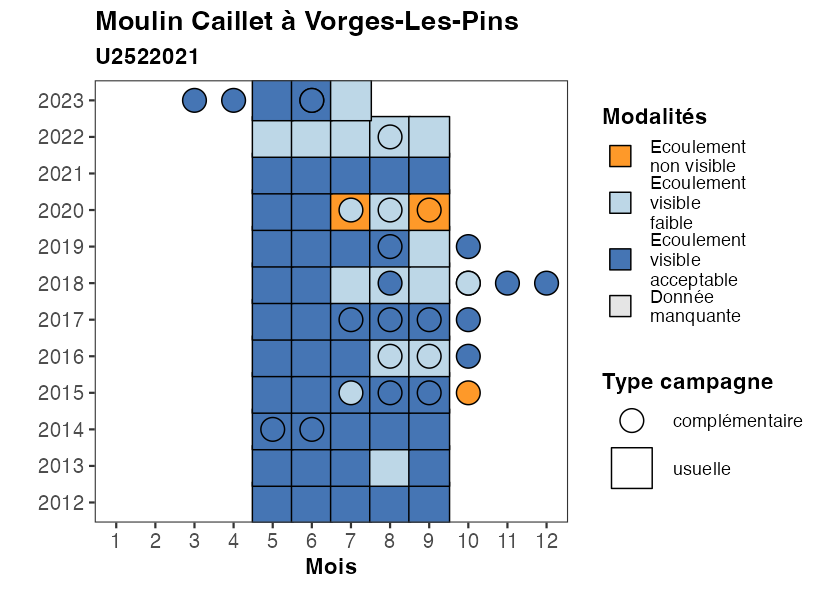 Moulin Caillet à Vorges-Les-Pins
U2522021
2023
2022
2021
2020
2019
2018
2017
2016
2015
2014
2013
2012
1 2 3 4 5 6 7 8 9 10 11 12
Mois
Modalités
Ecoulement
non visible
Ecoulement
visible
faible
Ecoulement
visible
acceptable
Donnée
manquante
Type campagne
complémentaire
usuelle